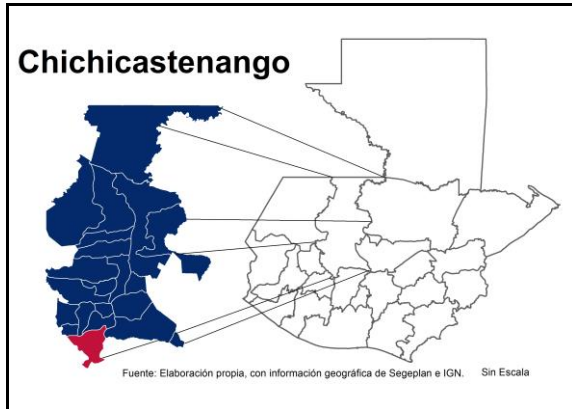 Chichicastenango
Fuente: Elaboración propia, con información geográfica de Segeplan e IGN. Sin Escala